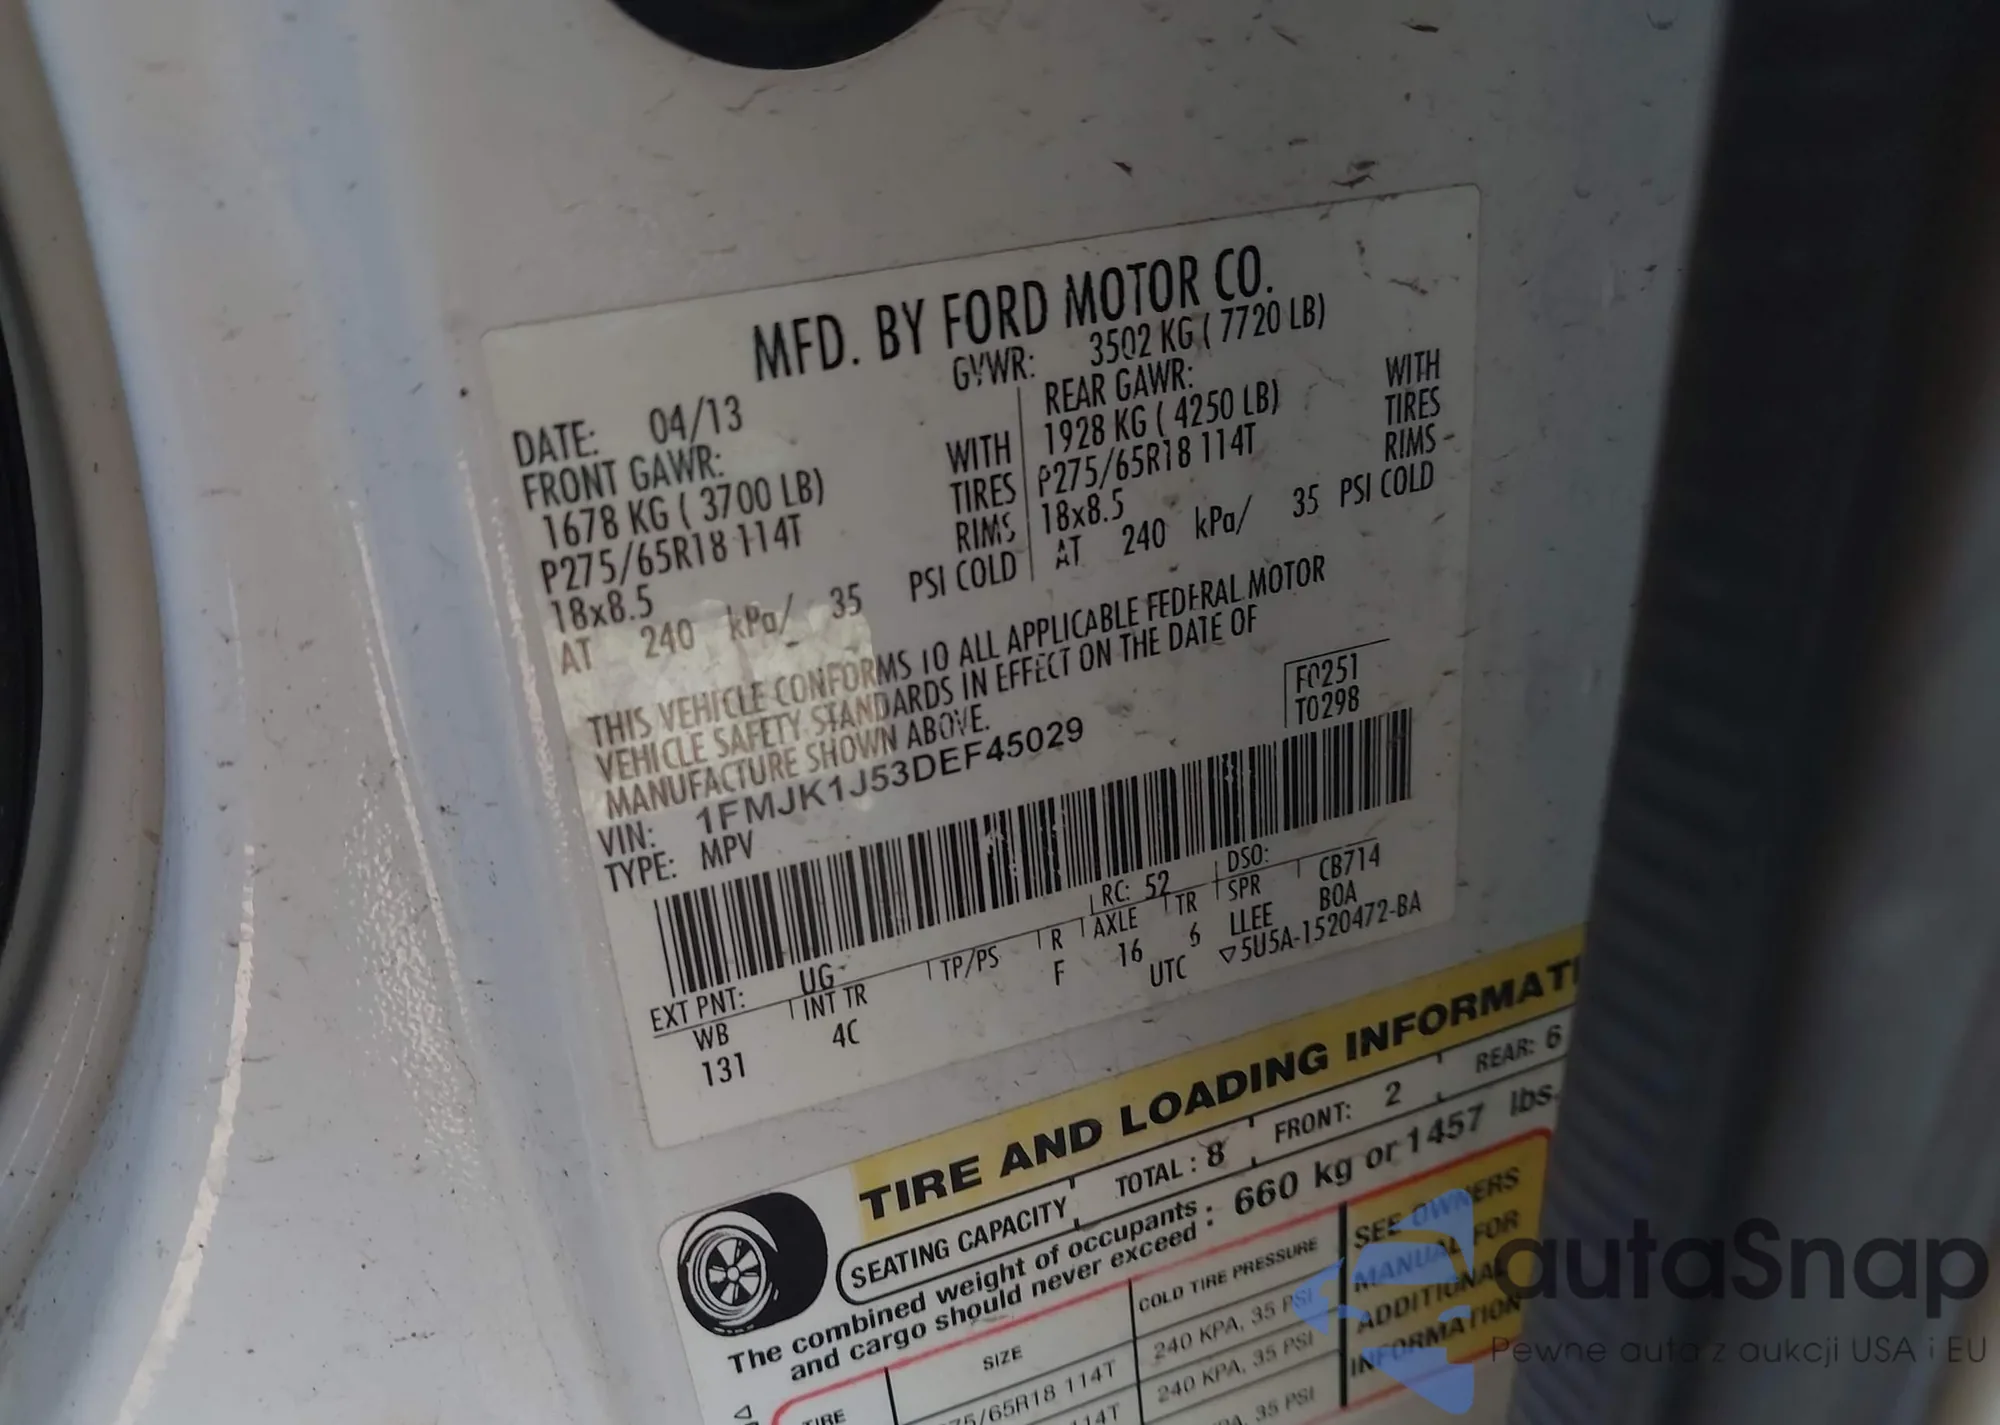 MFD. BY FORD MOTOR CO.
DATE: 04/13 GVWR: 3502 KG ( 7720 LB)
FRONT GAWR: REAR GAWR:
1678 KG ( 3700 LB) WITH 1928 KG ( 4250 LB) WITH
P275/65R18 114T TIRES P275/65R18 114T TIRES
18x8.5 RIMS 18x8.5 RIMS
AT 240 kPa/ 35 PSI COLD AT 240 kPa/ 35 PSI COLD
THIS VEHICLE CONFORMS TO ALL APPLICABLE FEDERAL MOTOR
VEHICLE SAFETY STANDARDS IN EFFECT ON THE DATE OF
MANUFACTURE SHOWN ABOVE.
F0251
T0298
VIN: 1FMJK1J53DEF45029
TYPE: MPV
EXT PNT: UG RC: 52 DSO: CB714
WB INT TR TP/PS R AXLE TR SPR BOA
131 4C F 16 6 LLEE
UTC ▽5U5A-1520472-BA
TIRE AND LOADING INFORMATI
SEATING CAPACITY TOTAL : 8 FRONT: 2 REAR: 6
The combined weight of occupants
and cargo should never exceed : 660 kg or 1457 lbs.
TIRE SIZE COLD TIRE PRESSURE
75/65R18 114T 240 KPA, 35 PSI
114T 240 KPA, 35 PSI
PA, 35 PSI
SEE OWNERS
MANUAL FOR
ADDITIONAL
INFORMATION
autaSnap
Pewne auta z aukcji USA i EU